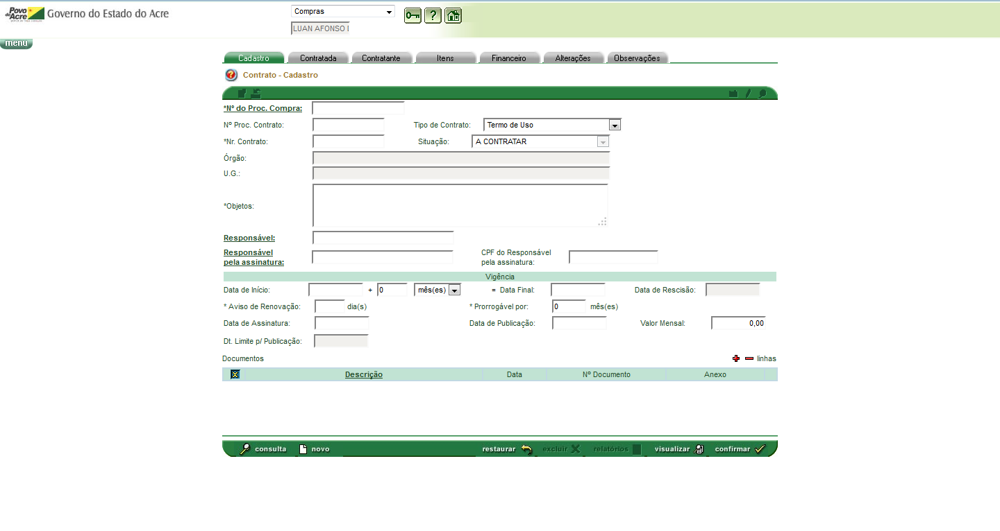 Povo
do Acre
Governo do Estado do Acre
Compras
?
LUAN AFONSO
menu
Cadastro Contratada Contratante Itens Financeiro Alterações Observações
? Contrato - Cadastro
*Nº do Proc. Compra:
Nº Proc. Contrato: Tipo de Contrato: Termo de Uso
*Nr. Contrato: Situação: A CONTRATAR
Órgão:
U.G.:
*Objetos:
Responsável:
Responsável
pela assinatura:
CPF do Responsável
pela assinatura:
Vigência
Data de Início: + 0 mês(es) = Data Final: Data de Rescisão:
* Aviso de Renovação: dia(s) * Prorrogável por: 0 mês(es)
Data de Assinatura: Data de Publicação: Valor Mensal: 0,00
Dt. Limite p/ Publicação:
Documentos linhas
Descrição Data Nº Documento Anexo
consulta novo restaurar excluir relatórios visualizar confirmar